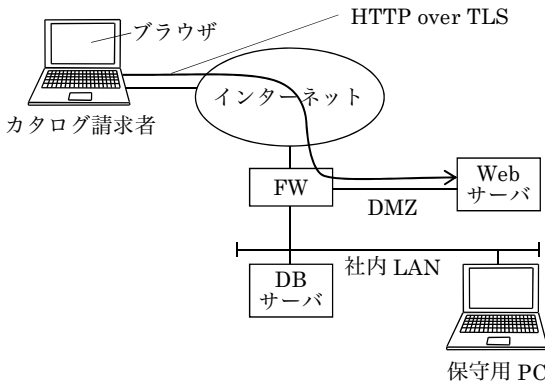 HTTP over TLS
ブラウザ
インターネット
カタログ請求者
FW
Web
サーバ
DMZ
社内 LAN
DB
サーバ
保守用 PC